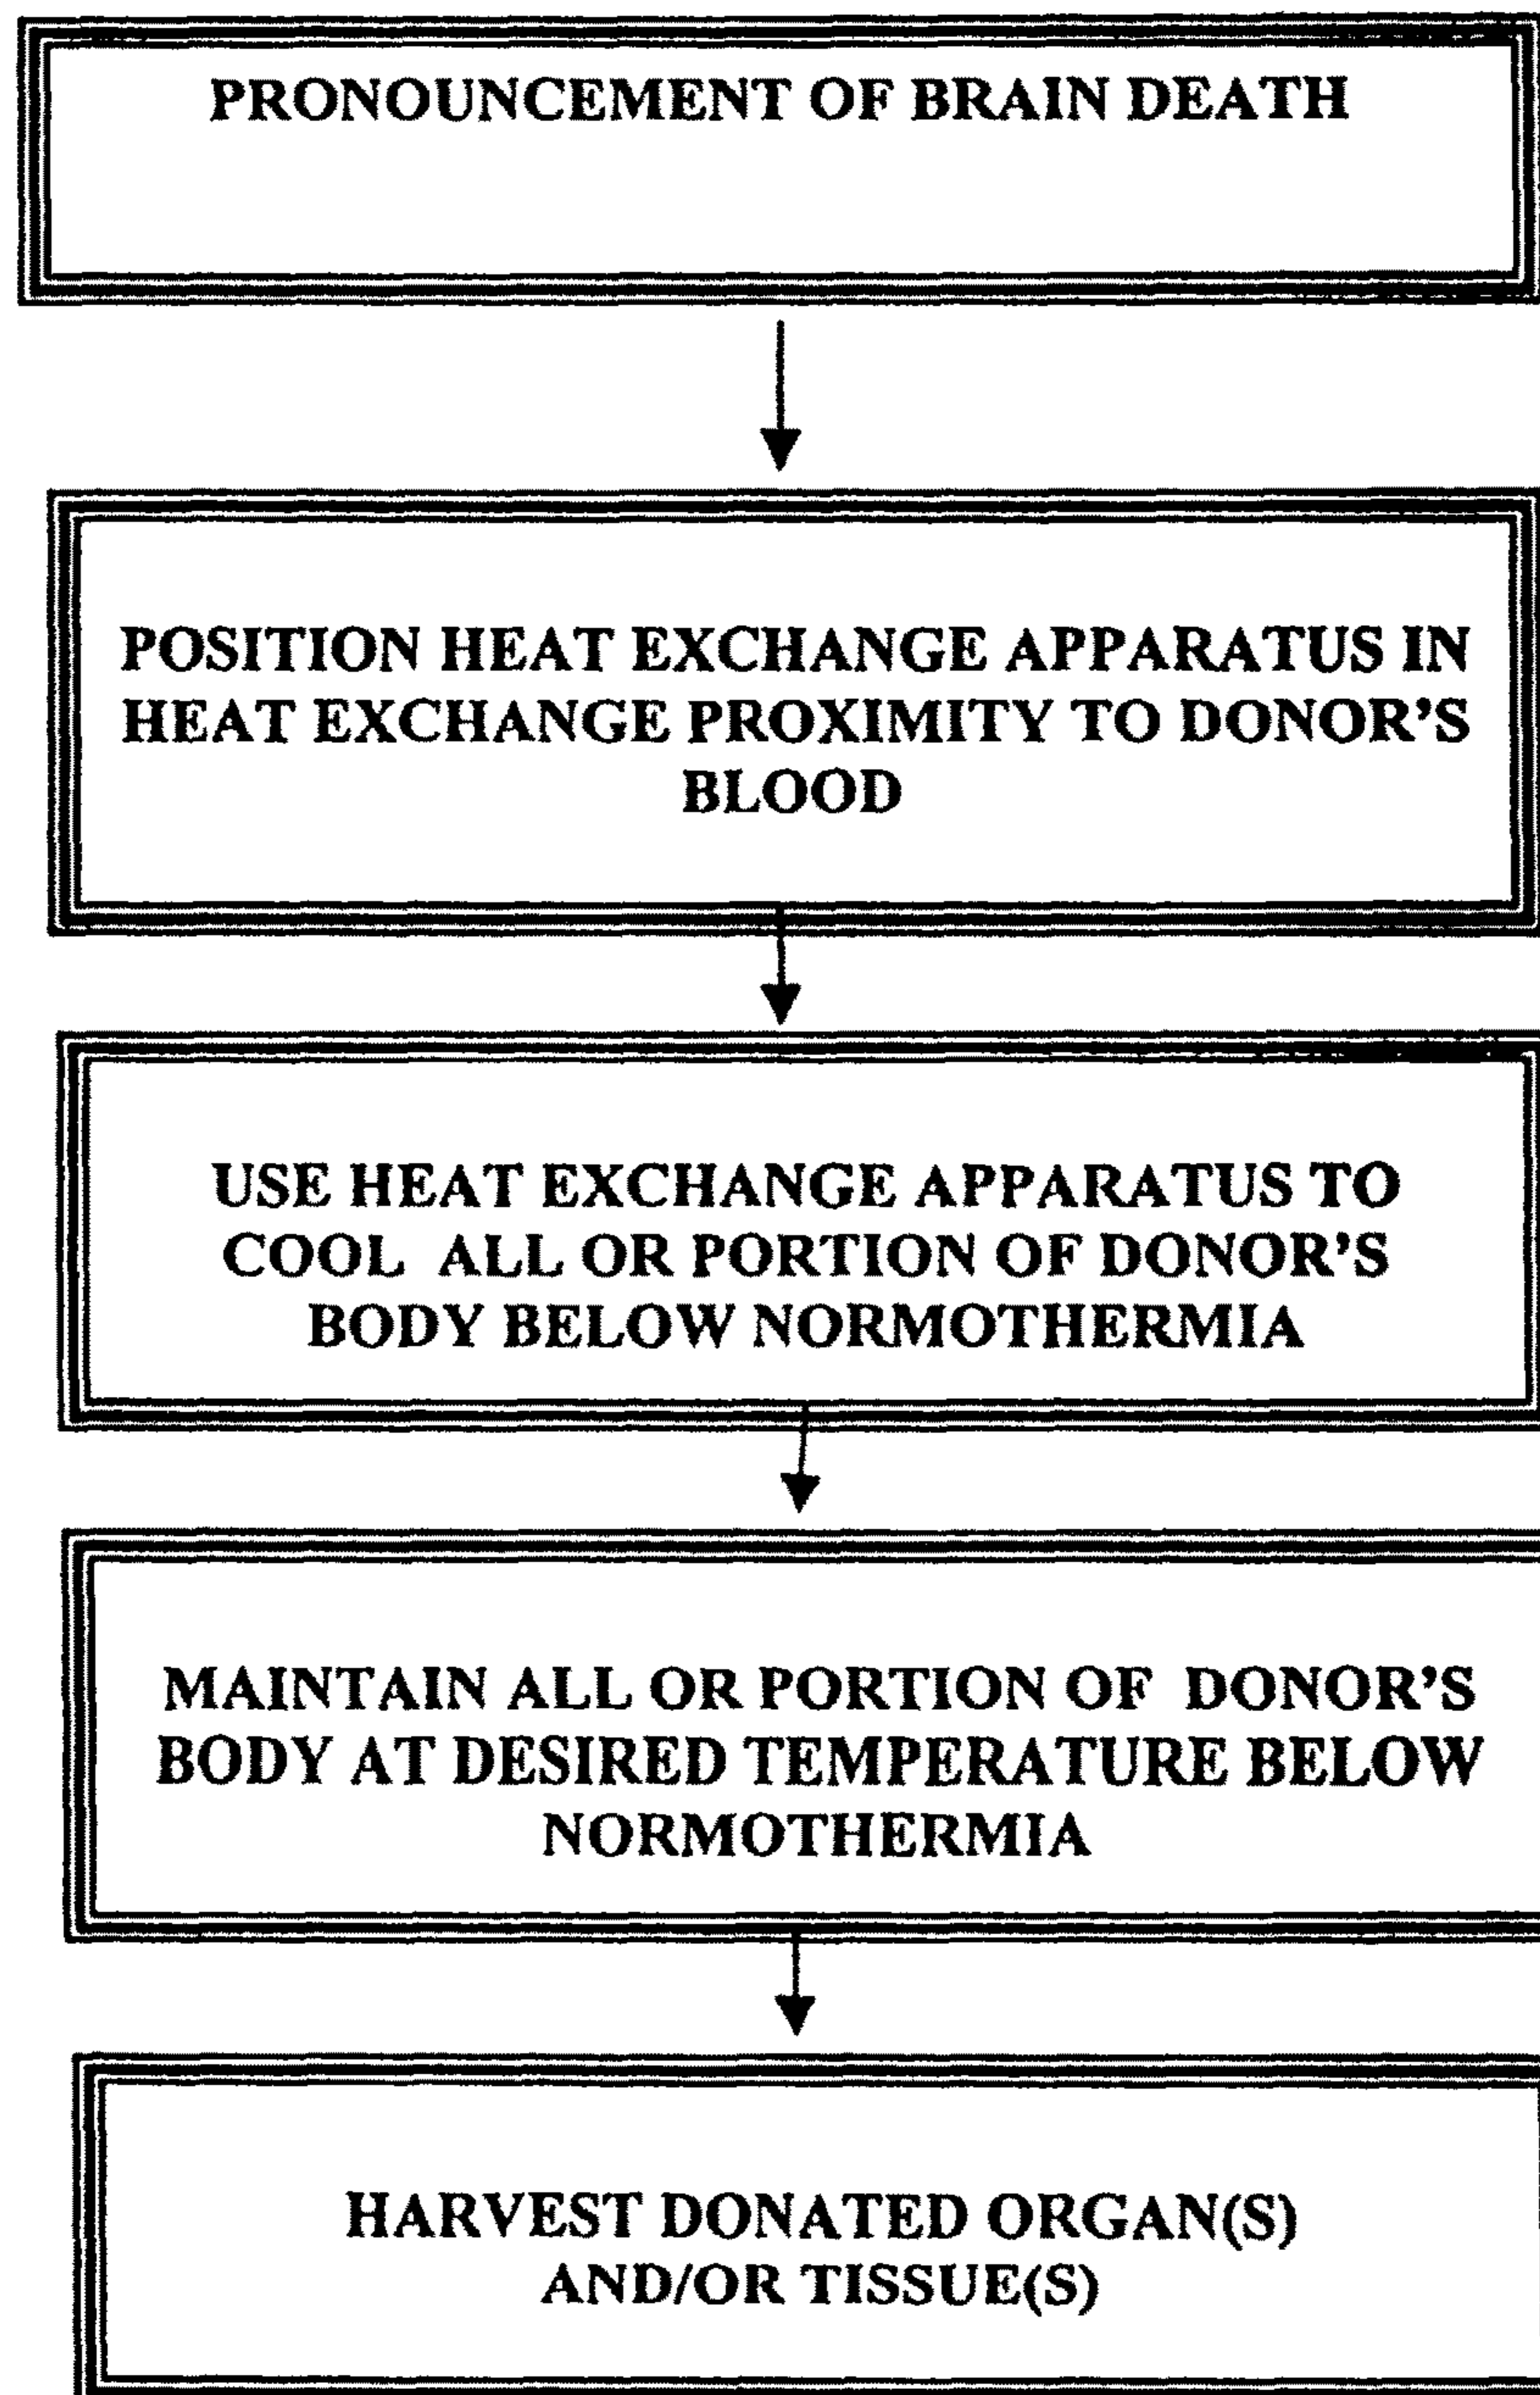 PRONOUNCEMENT OF BRAIN DEATH
POSITION HEAT EXCHANGE APPARATUS IN
HEAT EXCHANGE PROXIMITY TO DONOR'S
BLOOD
USE HEAT EXCHANGE APPARATUS TO
COOL ALL OR PORTION OF DONOR'S
BODY BELOW NORMOTHERMIA
MAINTAIN ALL OR PORTION OF DONOR'S
BODY AT DESIRED TEMPERATURE BELOW
NORMOTHERMIA
HARVEST DONATED ORGAN(S)
AND/OR TISSUE(S)